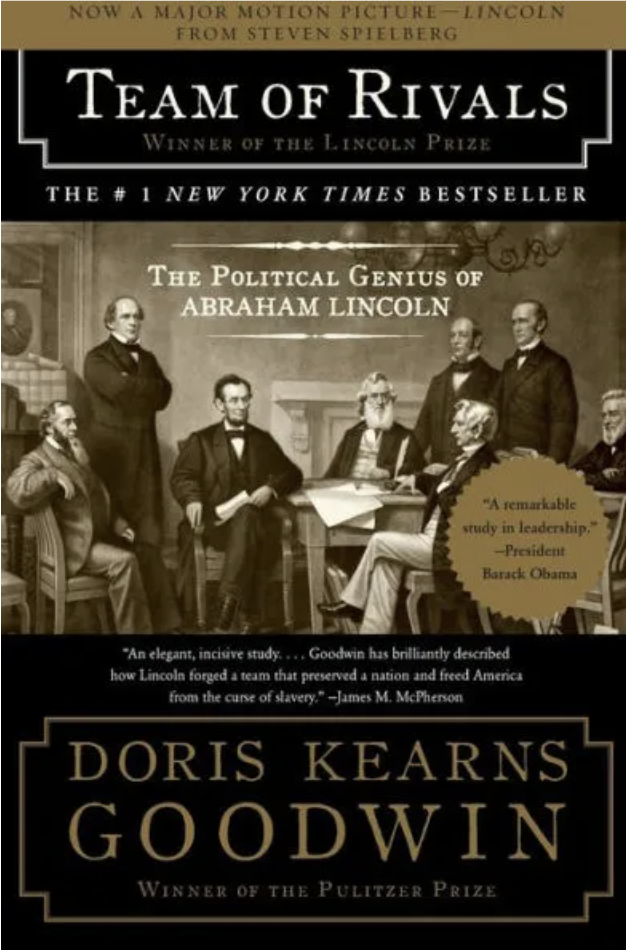 NOW A MAJOR MOTION PICTURE—LINCOLN
FROM STEVEN SPIELBERG
TEAM OF RIVALS
WINNER OF THE LINCOLN PRIZE
THE # 1 NEW YORK TIMES BESTSELLER
THE POLITICAL GENIUS OF
ABRAHAM LINCOLN
"A remarkable
study in leadership."
—President
Barack Obama
"An elegant, incisive study. . . . Goodwin has brilliantly described
how Lincoln forged a team that preserved a nation and freed America
from the curse of slavery." —James M. McPherson
DORIS KEARNS
GOODWIN
WINNER OF THE PULITZER PRIZE